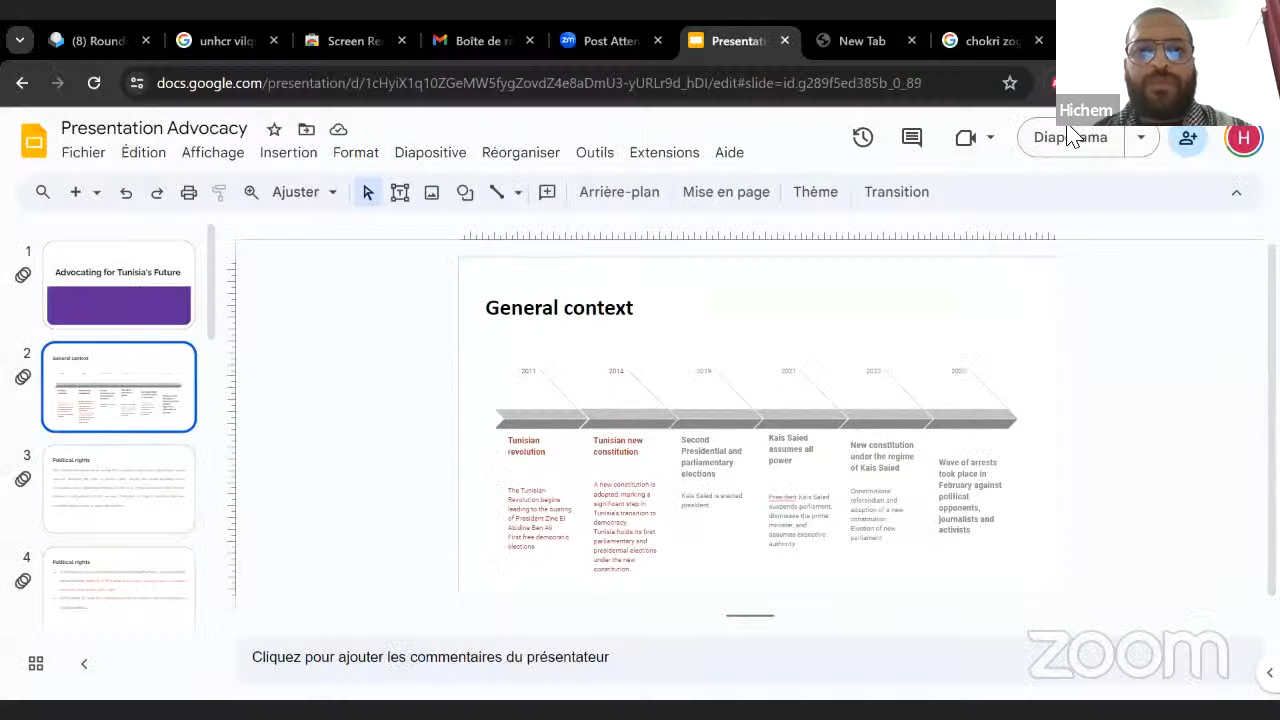 (8) Round
unhcr vilq
Screen Re
Boîte de r
Post Atten
Presentati
New Tab
chokri zog
docs.google.com/presentation/d/1cHyiX1q10ZGeMW5fygZovdZ4e8aDmU3-yURLr9d_hDI/edit#slide=id.g289f5ed385b_0_89
Hichem
Presentation Advocacy
Diaporama
H
Fichier Édition Affichage Insertion Format Diapositive Réorganiser Outils Extensions Aide
Ajuster
Arrière-plan Mise en page Thème Transition
1
Advocating for Tunisia's Future
2
General context
3
Political rights
4
Political rights
General context
2011 2014 2019 2021 2022
Tunisian
revolution
The Tunisian
Revolution begins
leading to the ousting
of President Zine El
Abidine Ben Ali
First free democratic
elections
Tunisian new
constitution
A new constitution is
adopted, marking a
significant step in
Tunisia's transition to
democracy.
Tunisia holds its first
parliamentary and
presidential elections
under the new
constitution.
Second
Presidential and
parliamentary
elections
Kais Saied is elected
president
Kais Saied
assumes all
power
President Kais Saied
suspends parliament,
dismisses the prime
minister, and
assumes executive
authority
New constitution
under the regime
of Kais Saied
Constitutional
referendum and
adoption of a new
constitution
Election of new
parliament
Wave of arrests
took place in
February against
political
opponents,
journalists and
activists
Cliquez pour ajouter les commentaires du présentateur
zoom